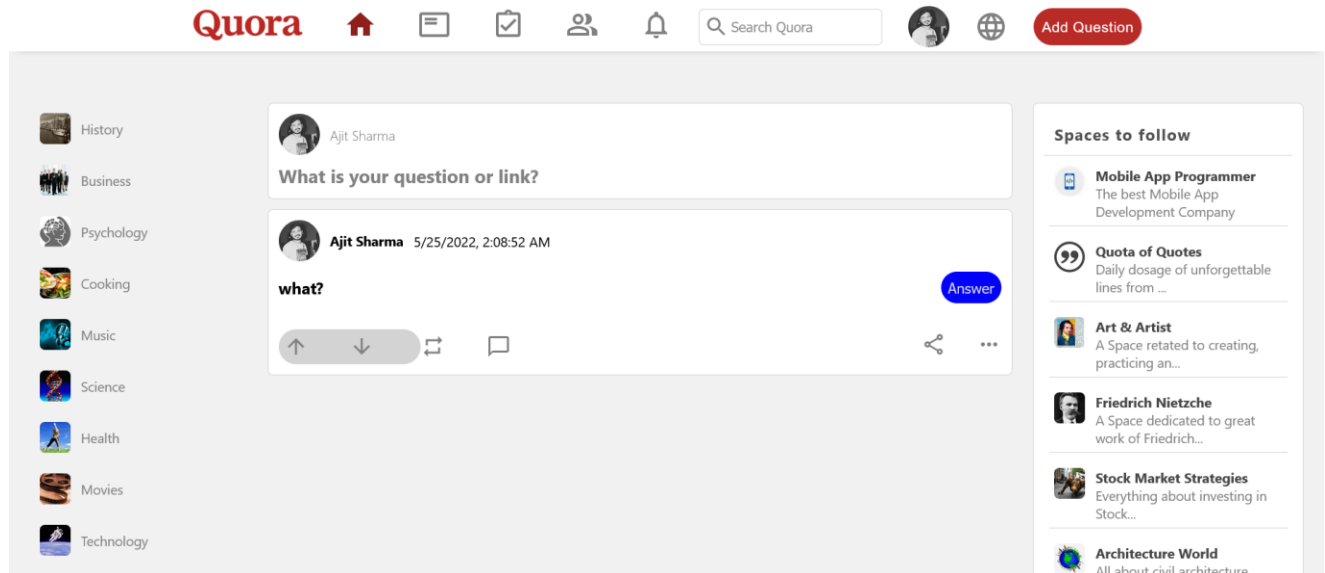 Quora
Search Quora
Add Question
History
Business
Psychology
Cooking
Music
Science
Health
Movies
Technology
Ajit Sharma
What is your question or link?
Ajit Sharma 5/25/2022, 2:08:52 AM
what?
Answer
Spaces to follow
Mobile App Programmer
The best Mobile App
Development Company
Quota of Quotes
Daily dosage of unforgettable
lines from ...
Art & Artist
A Space retated to creating,
practicing an...
Friedrich Nietzche
A Space dedicated to great
work of Friedrich...
Stock Market Strategies
Everything about investing in
Stock...
Architecture World
All about civil architecture